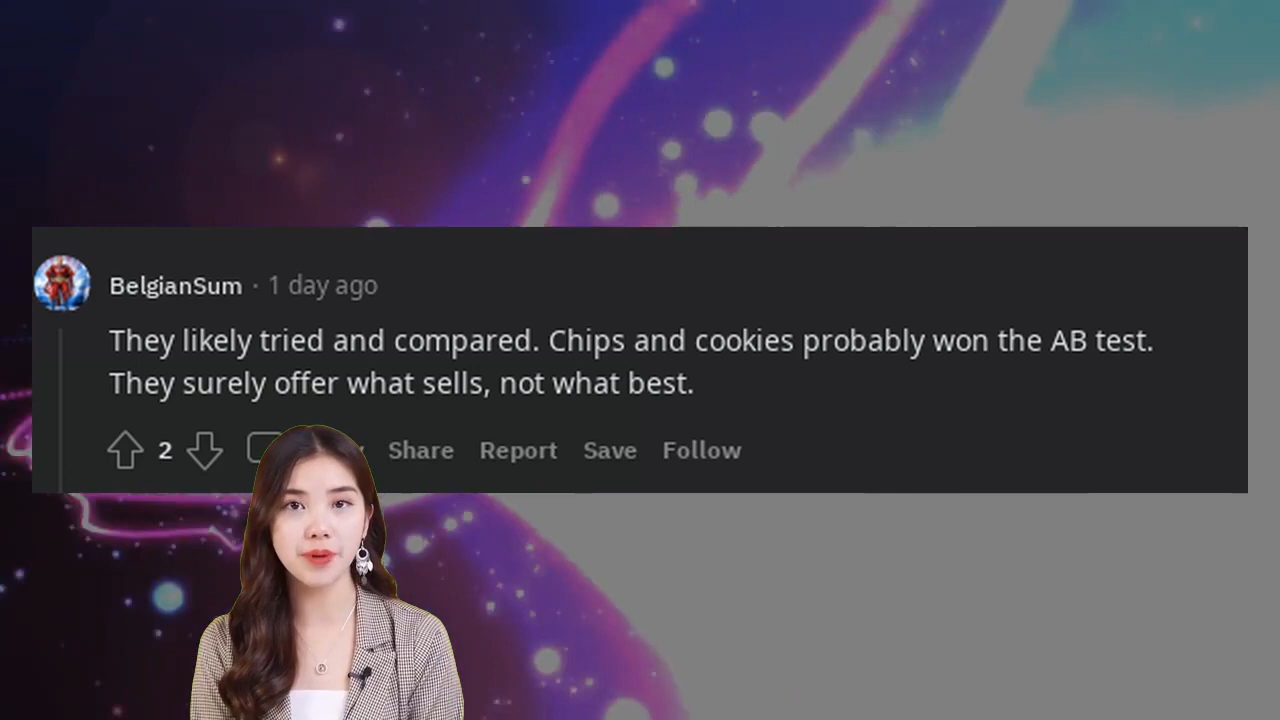 BelgianSum · 1 day ago
They likely tried and compared. Chips and cookies probably won the AB test.
They surely offer what sells, not what best.
2 Share Report Save Follow